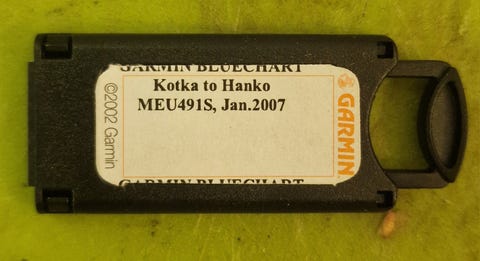 GARMIN BLUECHART
Kotka to Hanko
MEU491S, Jan.2007
GARMIN BLUECHART
©2002 Garmin
GARMIN